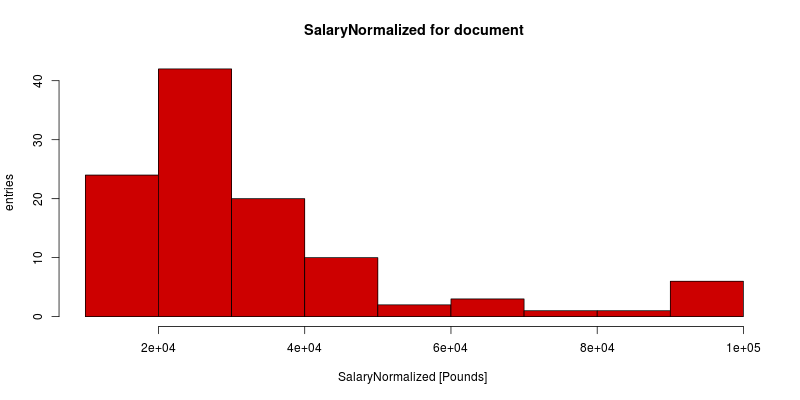 SalaryNormalized for document
entries
40
30
20
10
0
2e+04 4e+04 6e+04 8e+04 1e+05
SalaryNormalized [Pounds]